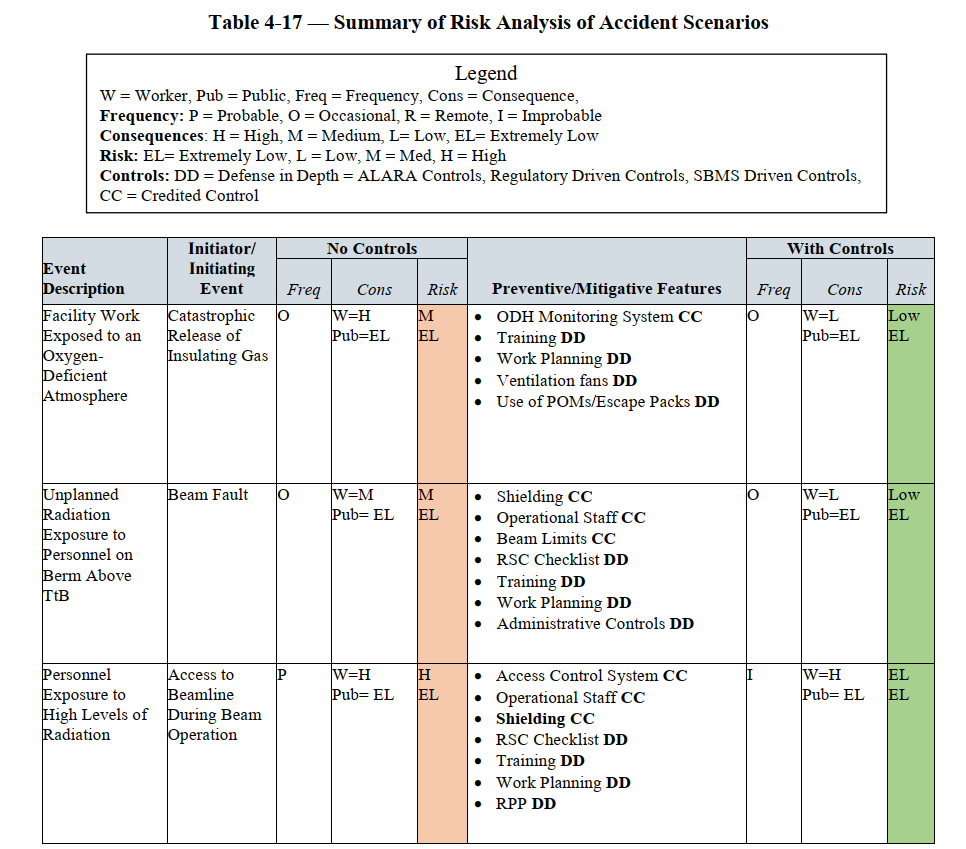 Table 4-17 — Summary of Risk Analysis of Accident Scenarios
Legend
W = Worker, Pub = Public, Freq = Frequency, Cons = Consequence,
Frequency: P = Probable, O = Occasional, R = Remote, I = Improbable
Consequences: H = High, M = Medium, L= Low, EL= Extremely Low
Risk: EL= Extremely Low, L = Low, M = Med, H = High
Controls: DD = Defense in Depth = ALARA Controls, Regulatory Driven Controls, SBMS Driven Controls,
CC = Credited Control
Event
Description
Initiator/
Initiating
Event
No Controls
Freq
Cons
Risk
Preventive/Mitigative Features
With Controls
Freq
Cons
Risk
Facility Work
Exposed to an
Oxygen-
Deficient
Atmosphere
Catastrophic
Release of
Insulating Gas
O
W=H
Pub=EL
M
EL
• ODH Monitoring System CC
• Training DD
• Work Planning DD
• Ventilation fans DD
• Use of POMs/Escape Packs DD
O
W=L
Pub=EL
Low
EL
Unplanned
Radiation
Exposure to
Personnel on
Berm Above
TtB
Beam Fault
O
W=M
Pub= EL
M
EL
• Shielding CC
• Operational Staff CC
• Beam Limits CC
• RSC Checklist DD
• Training DD
• Work Planning DD
• Administrative Controls DD
O
W=L
Pub=EL
Low
EL
Personnel
Exposure to
High Levels of
Radiation
Access to
Beamline
During Beam
Operation
P
W=H
Pub= EL
H
EL
• Access Control System CC
• Operational Staff CC
• Shielding CC
• RSC Checklist DD
• Training DD
• Work Planning DD
• RPP DD
I
W=H
Pub= EL
EL
EL